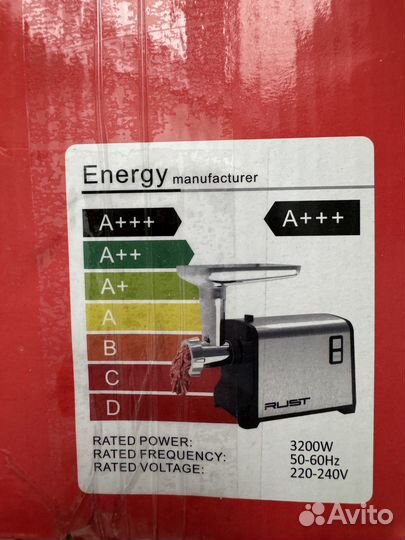 Energy manufacturer
A+++ A+++
A++
A+
A
B
C
D
RUST
RATED POWER: 3200W
RATED FREQUENCY: 50-60Hz
RATED VOLTAGE: 220-240V
Avito